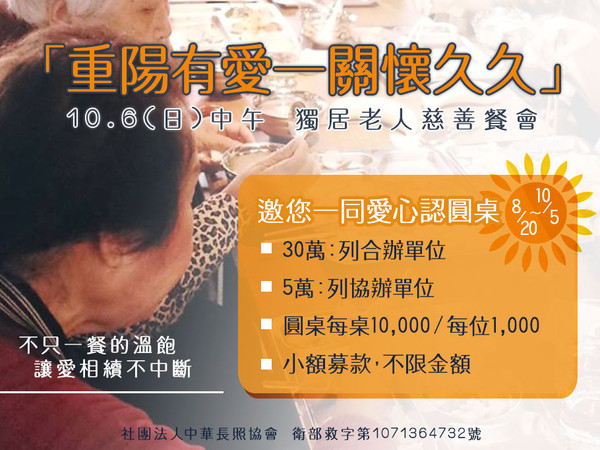 「重陽有愛一關懷久久」
10.6(日)中午 獨居老人慈善餐會
邀您一同愛心認圓桌 8/20~10/5
30萬:列合辦單位
5萬:列協辦單位
圓桌每桌10,000/每位1,000
小額募款,不限金額
不只一餐的溫飽
讓愛相續不中斷
社團法人中華長照協會 衛部救字第1071364732號